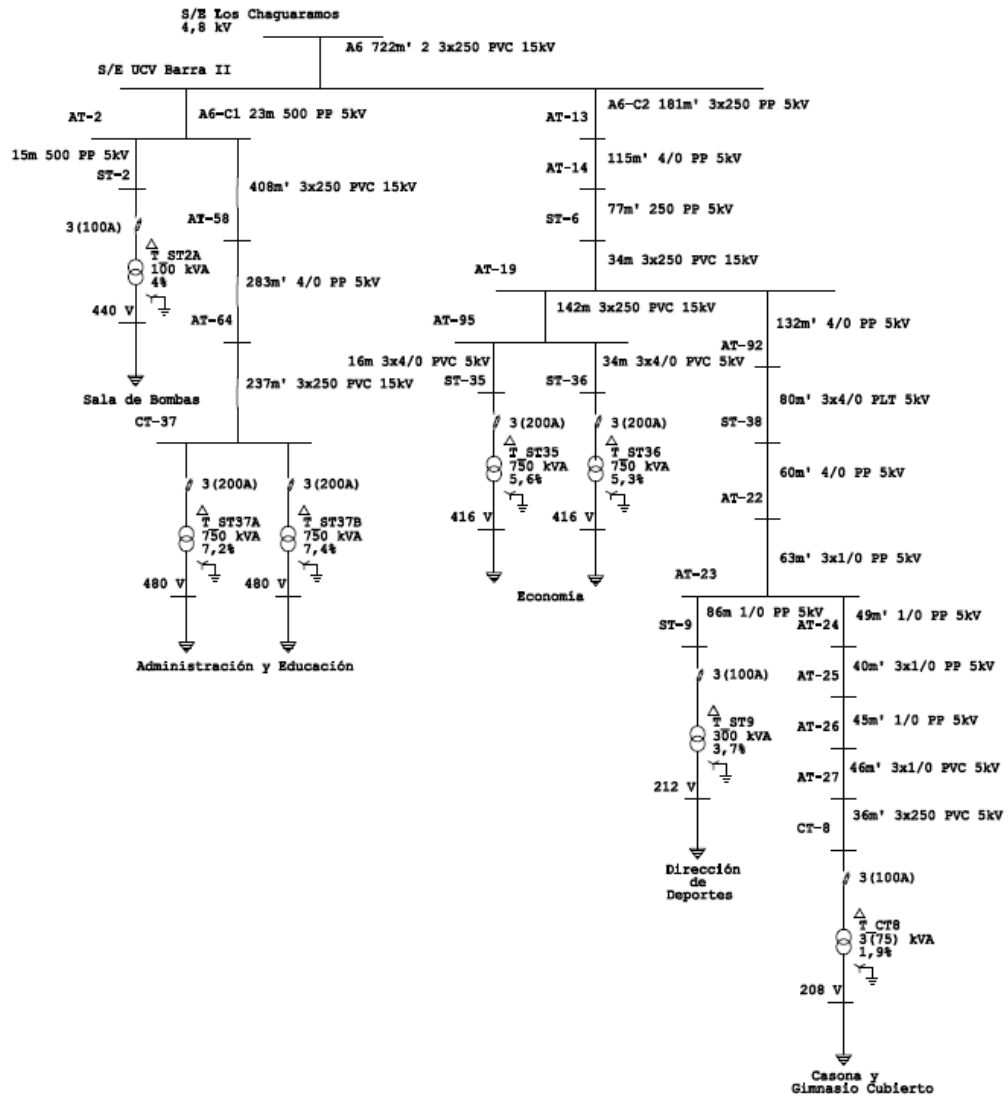 S/E Los Chaguaramos
4,8 kV
A6 722m' 2 3x250 PVC 15kV
S/E UCV Barra II
A6-C1 23m 500 PP 5kV
A6-C2 181m' 3x250 PP 5kV
AT-2
AT-13
15m 500 PP 5kV
115m' 4/0 PP 5kV
ST-2
AT-14
408m' 3x250 PVC 15kV
77m' 250 PP 5kV
3(100A)
AT-58
ST-6
T_ST2A
100 kVA
4%
34m 3x250 PVC 15kV
283m' 4/0 PP 5kV
AT-19
440 V
AT-64
142m 3x250 PVC 15kV
132m' 4/0 PP 5kV
AT-95
AT-92
16m 3x4/0 PVC 5kV
34m 3x4/0 PVC 5kV
Sala de Bombas
237m' 3x250 PVC 15kV
ST-35
ST-36
80m' 3x4/0 PLT 5kV
CT-37
3(200A)
3(200A)
ST-38
T_ST35
750 kVA
5,6%
T_ST36
750 kVA
5,3%
60m' 4/0 PP 5kV
3(200A)
3(200A)
AT-22
T_ST37A
750 kVA
7,2%
T_ST37B
750 kVA
7,4%
416 V
416 V
63m' 3x1/0 PP 5kV
480 V
480 V
AT-23
Economía
86m 1/0 PP 5kV
49m' 1/0 PP 5kV
ST-9
AT-24
Administración y Educación
3(100A)
AT-25
40m' 3x1/0 PP 5kV
T_ST9
300 kVA
3,7%
45m' 1/0 PP 5kV
AT-26
46m' 3x1/0 PVC 5kV
212 V
AT-27
36m' 3x250 PVC 5kV
CT-8
Dirección
de
Deportes
3(100A)
T_CT8
3(75) kVA
1,9%
208 V
Casona y
Gimnasio Cubierto